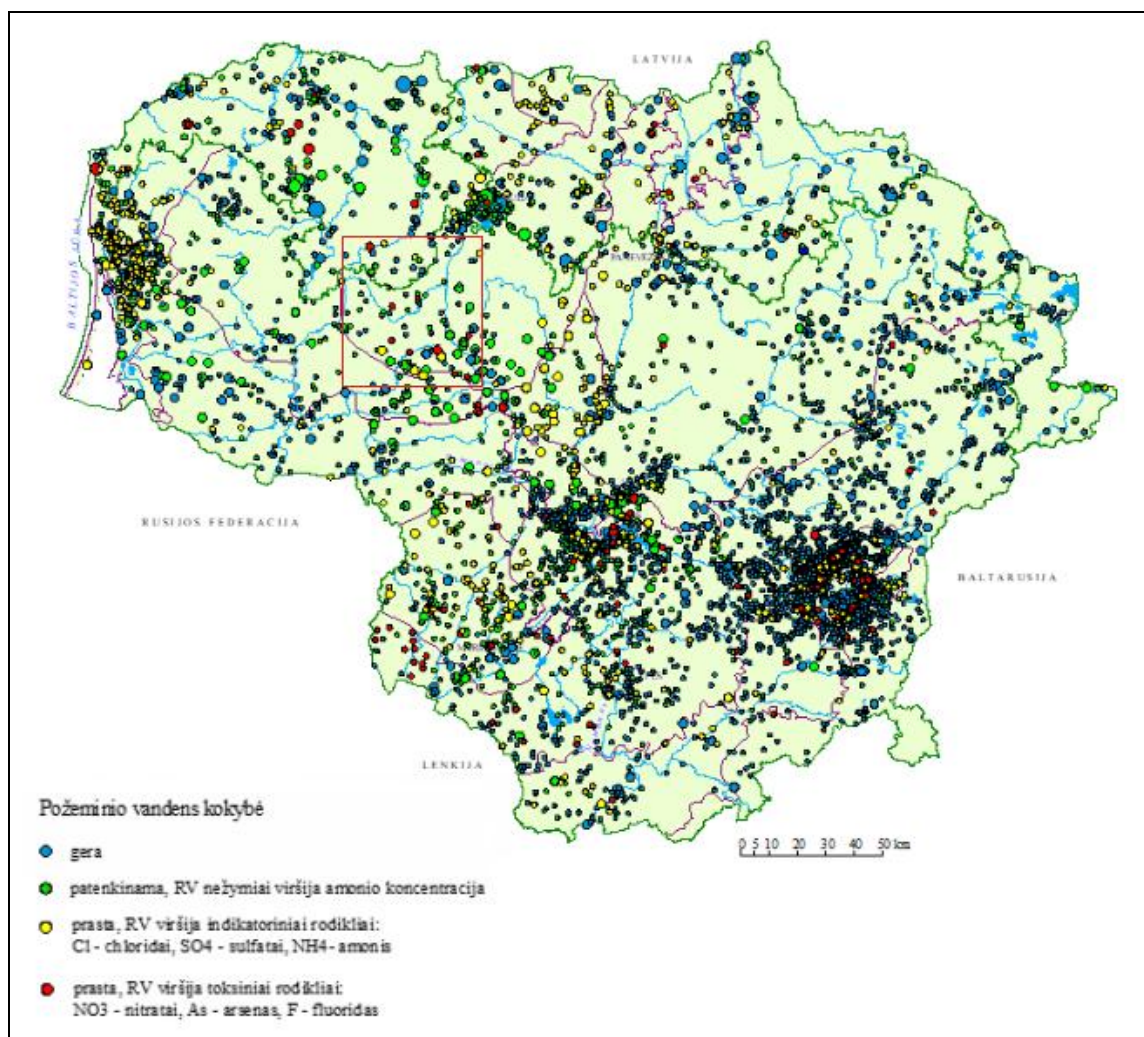 LATVIJA
BALTIJOS JŪRA
RUSIJOS FEDERACIJA
BALTARUSIJA
LENKIJA
Požeminio vandens kokybė
gera
patenkinama, RV nežymiai viršija amonio koncentracija
prasta, RV viršija indikatoriniai rodikliai:
Cl - chloridai, SO4 - sulfatai, NH4 - amonis
prasta, RV viršija toksiniai rodikliai:
NO3 - nitratai, As - arsenas, F - fluoridas
0 5 10 20 30 40 50 km